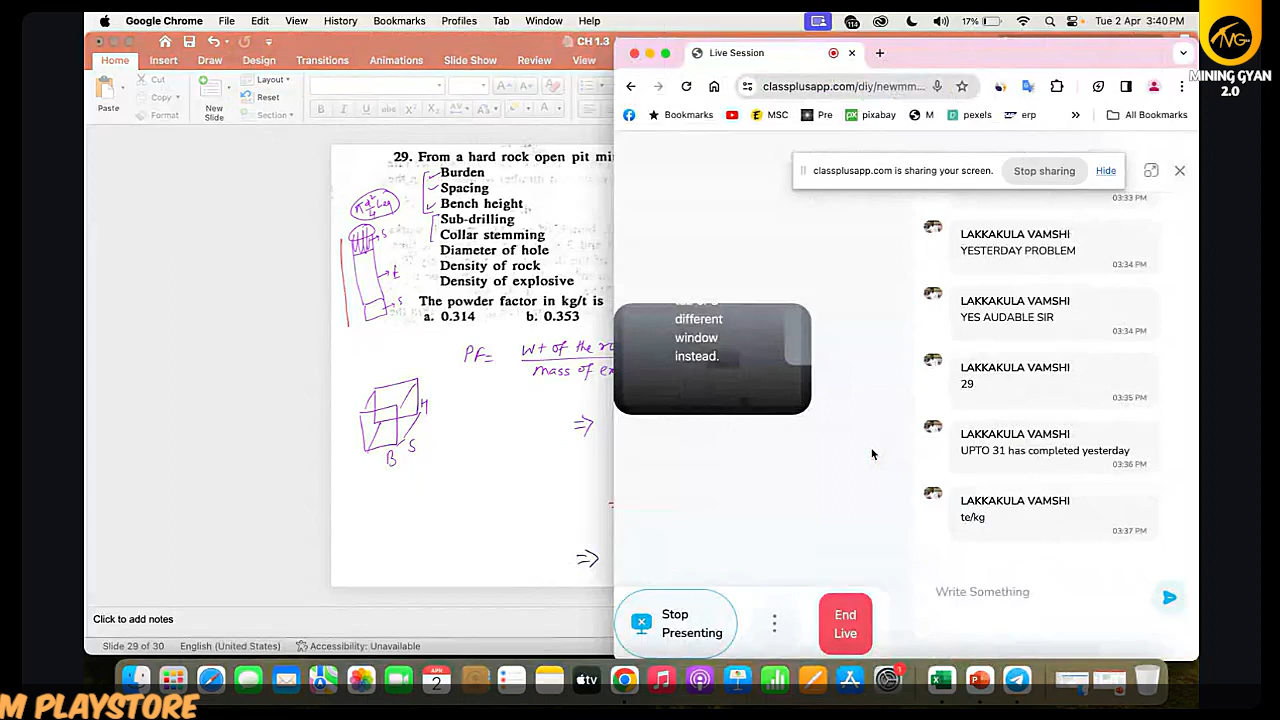 Google Chrome File Edit View History Bookmarks Profiles Tab Window Help
17% Tue 2 Apr 3:40 PM
MINING GYAN
2.0
CH 1.3
Home Insert Draw Design Transitions Animations Slide Show Review View
Paste
Cut
Copy
Format
New
Slide
Layout
Reset
Section
Live Session
classplusapp.com/diy/newmm...
Bookmarks MSC Pre pixabay M pexels erp All Bookmarks
classplusapp.com is sharing your screen. Stop sharing Hide
29. From a hard rock open pit mi
Burden
Spacing
Bench height
Sub-drilling
Collar stemming
Diameter of hole
Density of rock
Density of explosive
The powder factor in kg/t is
a. 0.314 b. 0.353
PF= wt of the ro
mass of ex
H
S
B
different
window
instead.
03:33 PM
LAKKAKULA VAMSHI
YESTERDAY PROBLEM
03:34 PM
LAKKAKULA VAMSHI
YES AUDABLE SIR
03:34 PM
LAKKAKULA VAMSHI
29
03:35 PM
LAKKAKULA VAMSHI
UPTO 31 has completed yesterday
03:36 PM
LAKKAKULA VAMSHI
te/kg
03:37 PM
Write Something
Stop
Presenting
End
Live
Click to add notes
Slide 29 of 30 English (United States) Accessibility: Unavailable
M PLAYSTORE